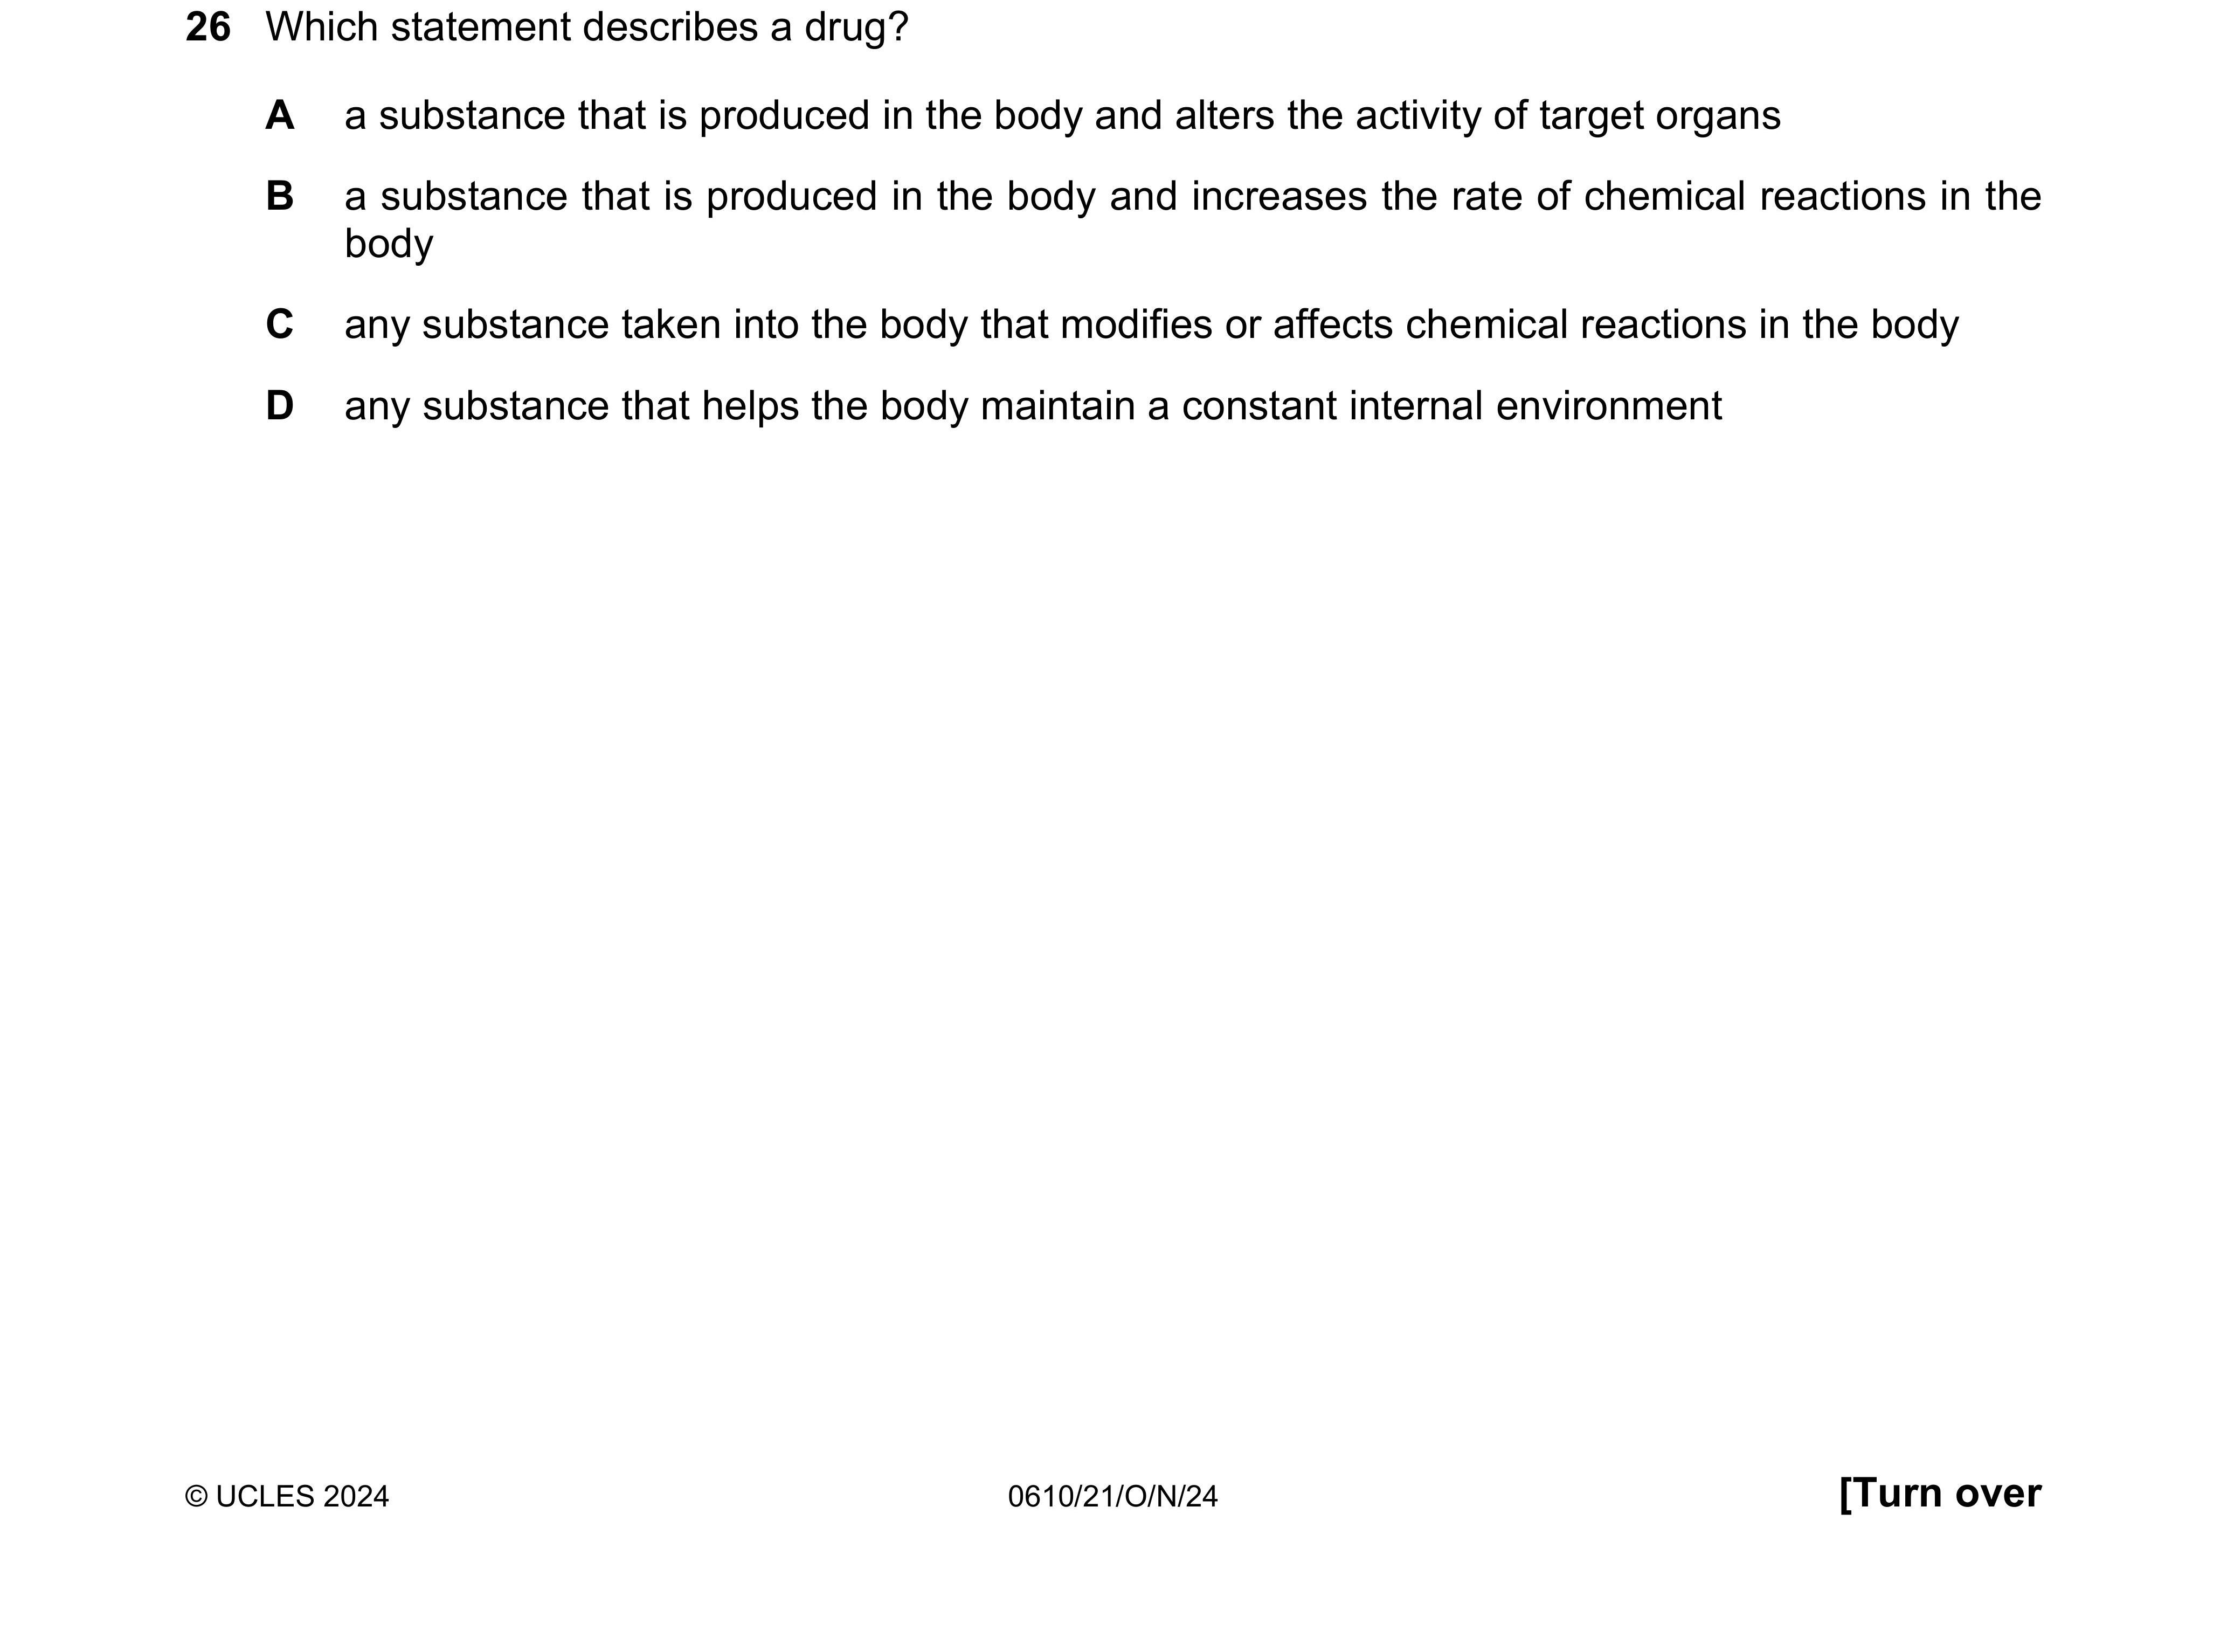 26 Which statement describes a drug?
A a substance that is produced in the body and alters the activity of target organs
B a substance that is produced in the body and increases the rate of chemical reactions in the
body
C any substance taken into the body that modifies or affects chemical reactions in the body
D any substance that helps the body maintain a constant internal environment
© UCLES 2024 0610/21/O/N/24 [Turn over